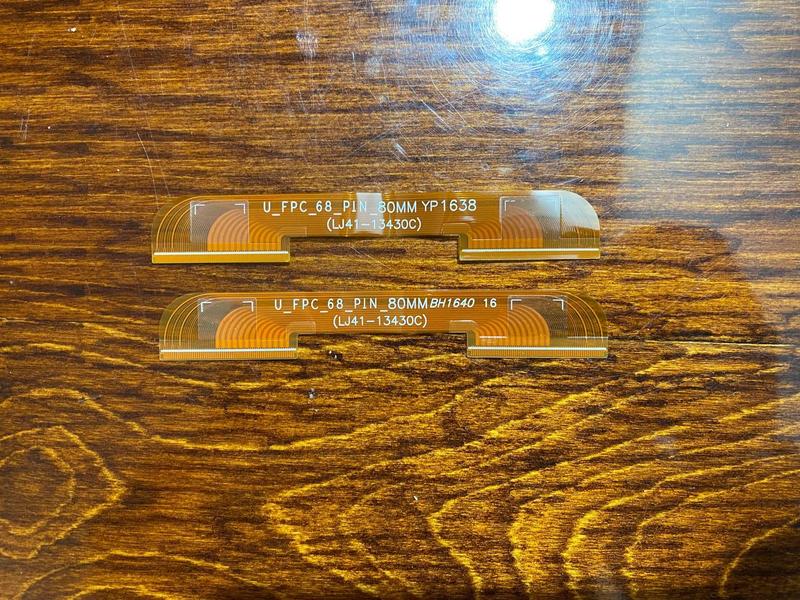 U_FPC_68_PIN_80MM YP1638
(LJ41-13430C)
U_FPC_68_PIN_80MM BH1640 16
(LJ41-13430C)